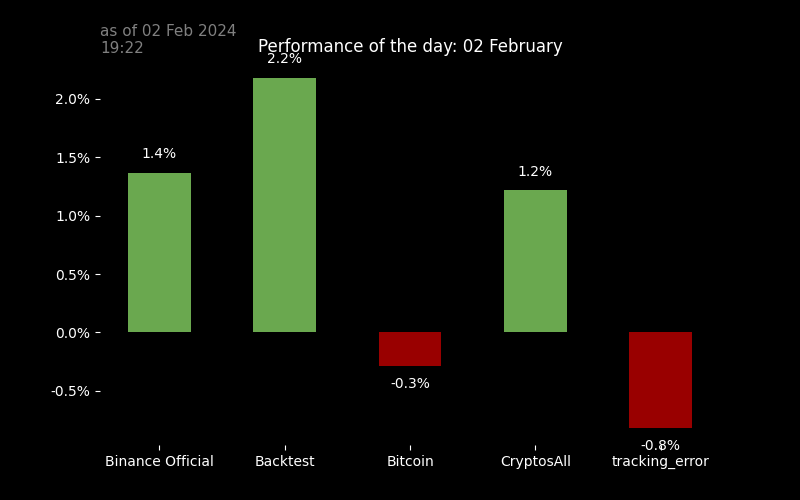 as of 02 Feb 2024
19:22
Performance of the day: 02 February
2.2%
2.0%
1.4%
1.5%
1.2%
1.0%
0.5%
0.0%
-0.3%
-0.5%
-0.8%
Binance Official
Backtest
Bitcoin
CryptosAll
tracking_error